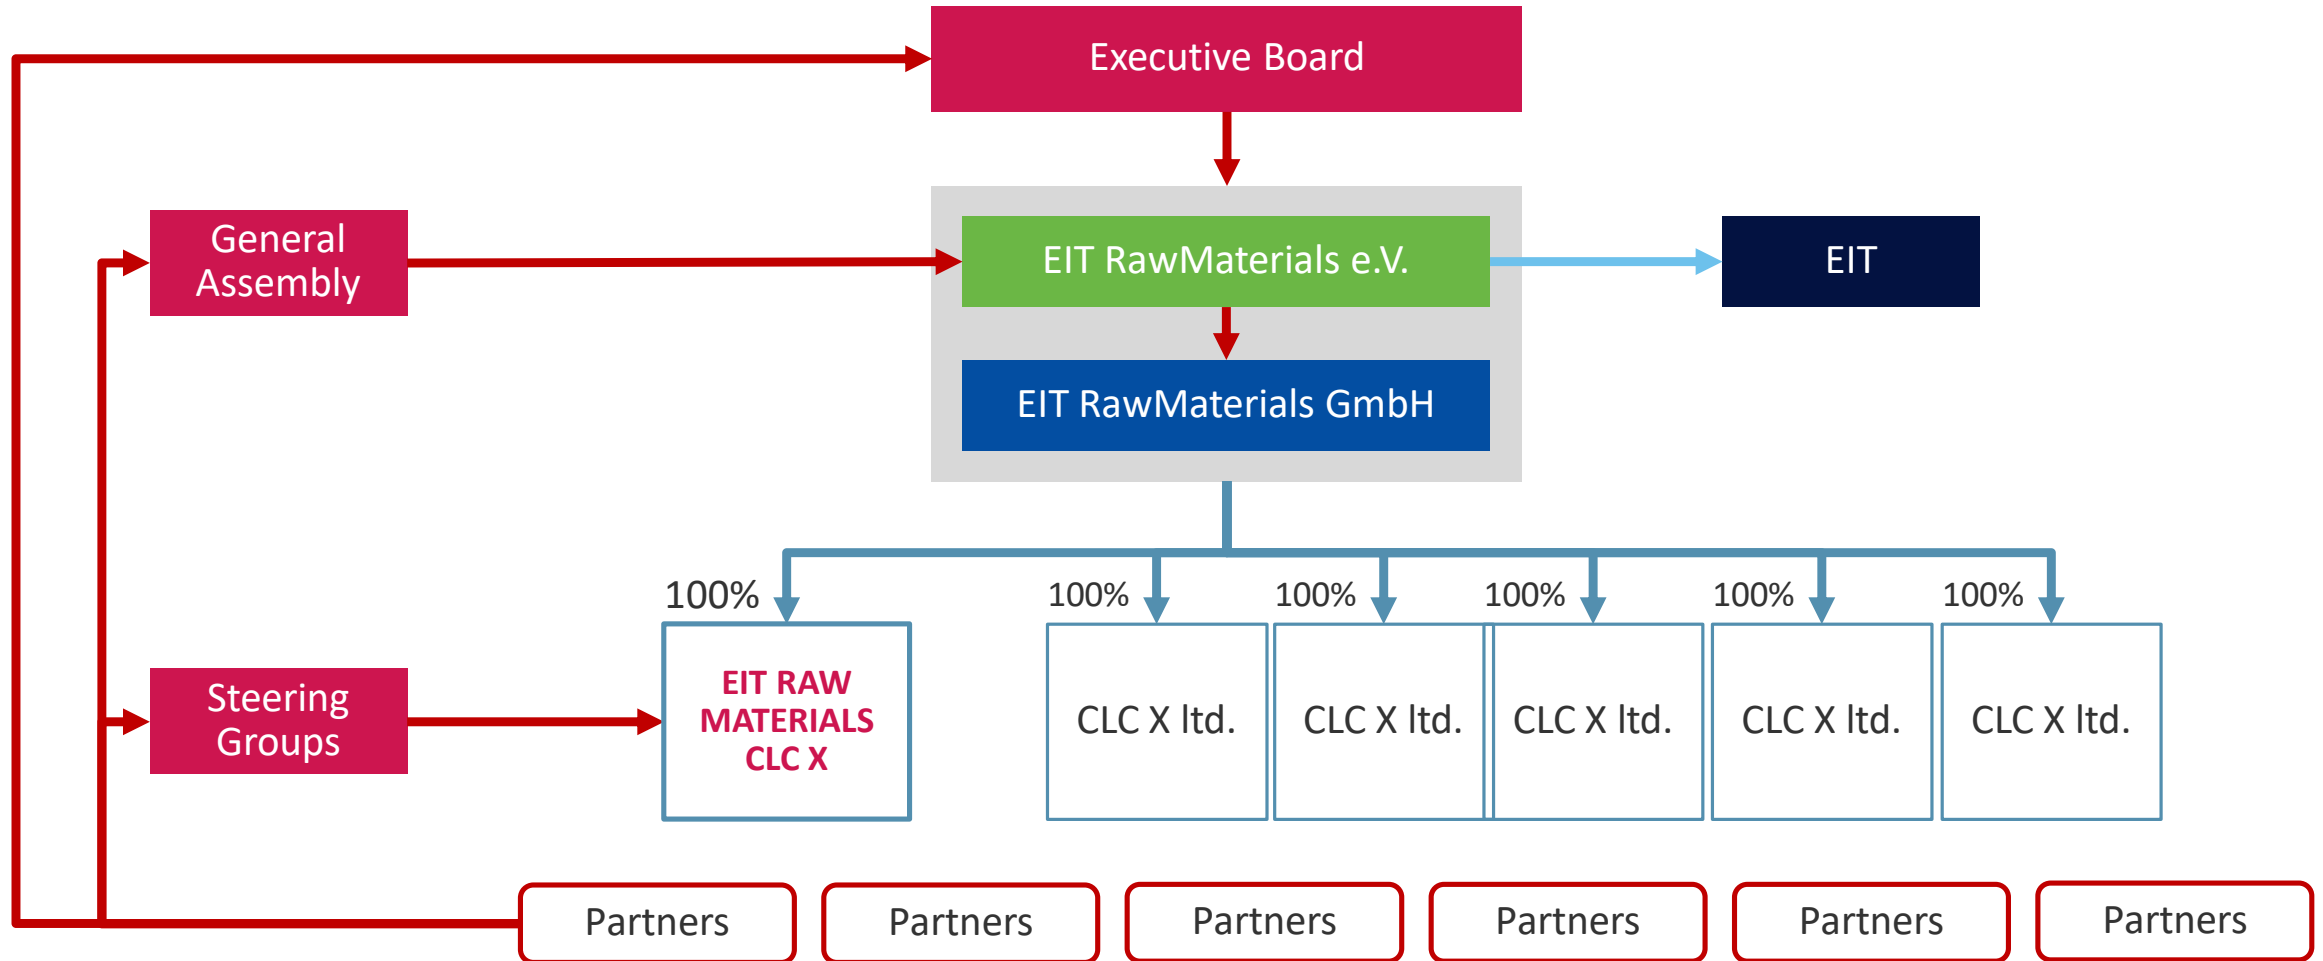 Executive Board
General
Assembly
EIT RawMaterials e.V.
EIT
EIT RawMaterials GmbH
100%
100%
100%
100%
100%
100%
Steering
Groups
EIT RAW
MATERIALS
CLC X
CLC X ltd.
CLC X ltd.
CLC X ltd.
CLC X ltd.
CLC X ltd.
Partners
Partners
Partners
Partners
Partners
Partners